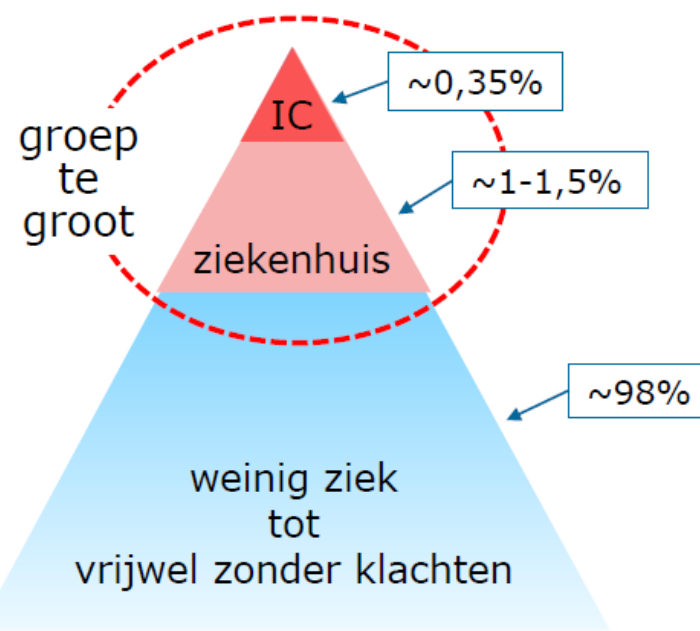 ~0,35%
IC
groep
te
groot
~1-1,5%
ziekenhuis
~98%
weinig ziek
tot
vrijwel zonder klachten